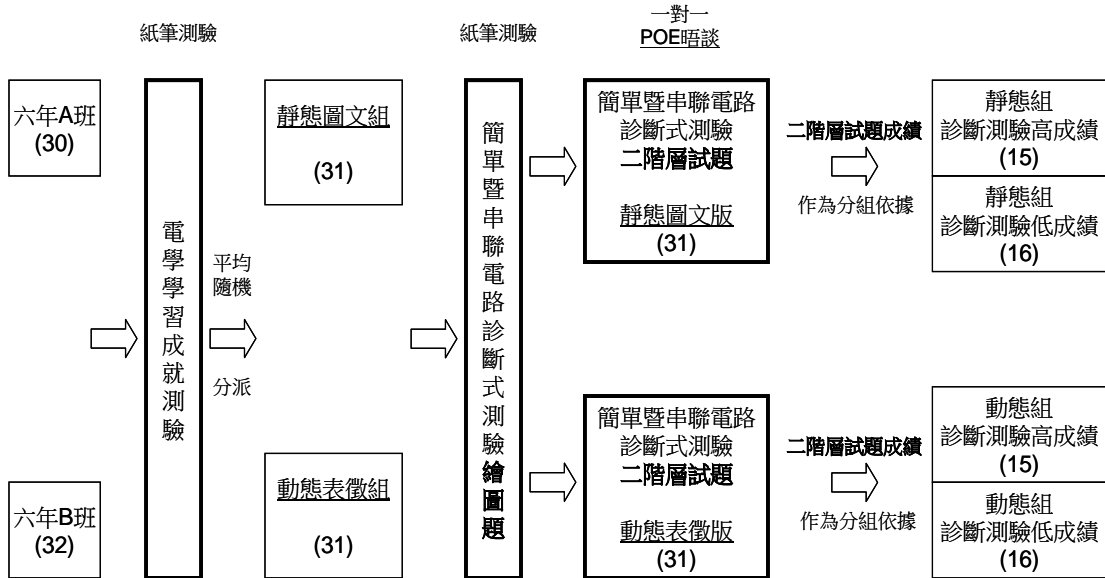 紙筆測驗
紙筆測驗
一對一
POE晤談
六年A班
(30)
六年B班
(32)
電學學習成就測驗
平均
隨機
分派
靜態圖文組
(31)
動態表徵組
(31)
簡單暨串聯電路診斷式測驗繪圖題
簡單暨串聯電路
診斷式測驗
二階層試題
靜態圖文版
(31)
簡單暨串聯電路
診斷式測驗
二階層試題
動態表徵版
(31)
二階層試題成績
作為分組依據
二階層試題成績
作為分組依據
靜態組
診斷測驗高成績
(15)
靜態組
診斷測驗低成績
(16)
動態組
診斷測驗高成績
(15)
動態組
診斷測驗低成績
(16)